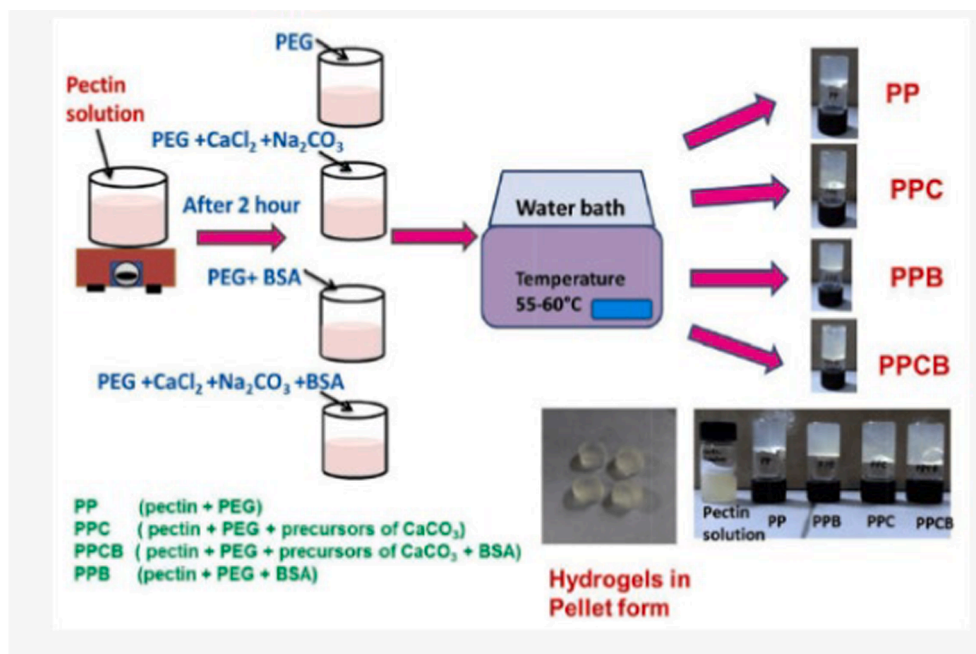 PEG
Pectin
solution
PEG +CaCl₂ +Na₂CO₃
After 2 hour
PEG+ BSA
PEG +CaCl₂ +Na₂CO₃ +BSA
Water bath
Temperature
55-60°C
PP
PPC
PPB
PPCB
PP (pectin + PEG)
PPC ( pectin + PEG + precursors of CaCO₃)
PPCB ( pectin + PEG + precursors of CaCO₃ + BSA)
PPB (pectin + PEG + BSA)
Hydrogels in
Pellet form
Pectin
solution
PP
PPB
PPC
PPCB